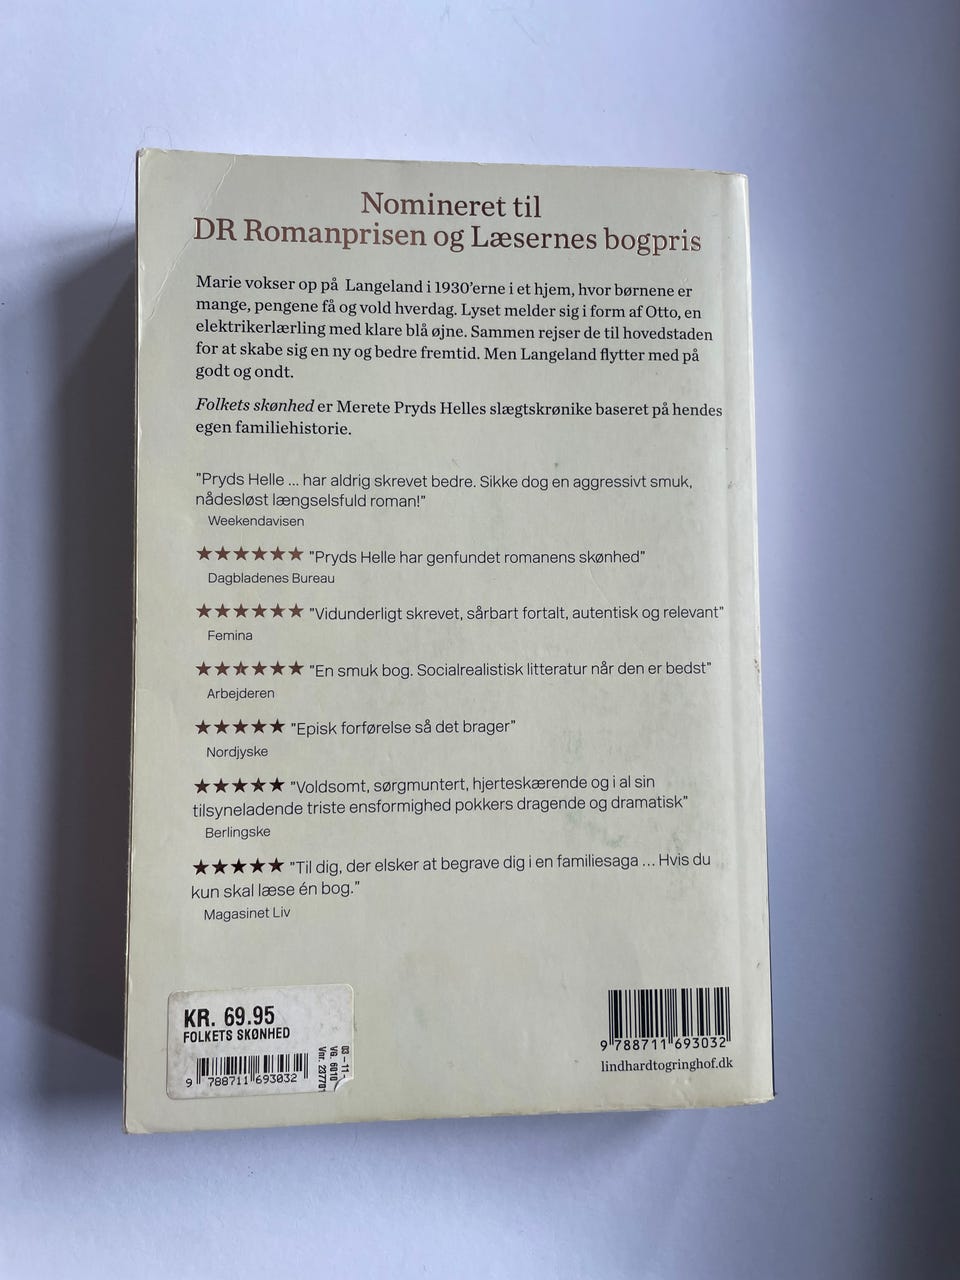 Nomineret til
DR Romanprisen og Læsernes bogpris
Marie vokser op på Langeland i 1930’erne i et hjem, hvor børnene er
mange, pengene få og vold hverdag. Lyset melder sig i form af Otto, en
elektrikerlærling med klare blå øjne. Sammen rejser de til hovedstaden
for at skabe sig en ny og bedre fremtid. Men Langeland flytter med på
godt og ondt.
Folkets skønhed er Merete Pryds Helles slægtskrønike baseret på hendes
egen familiehistorie.
”Pryds Helle ... har aldrig skrevet bedre. Sikke dog en aggressivt smuk,
nådesløst længselsfuld roman!”
Weekendavisen
★★★★★★ ”Pryds Helle har genfundet romanens skønhed”
Dagbladenes Bureau
★★★★★★ ”Vidunderligt skrevet, sårbart fortalt, autentisk og relevant”
Femina
★★★★★★ ”En smuk bog. Socialrealistisk litteratur når den er bedst”
Arbejderen
★★★★★ ”Episk forførelse så det brager”
Nordjyske
★★★★★ ”Voldsomt, sørgmuntert, hjerteskærende og i al sin
tilsyneladende triste ensformighed pokkers dragende og dramatisk”
Berlingske
★★★★★ ”Til dig, der elsker at begrave dig i en familiesaga ... Hvis du
kun skal læse én bog.”
Magasinet Liv
KR. 69.95
FOLKETS SKØNHED
9 788711 693032
03-11-
VG 6010
Vnr.
9 788711 693032
lindhardtogringhof.dk